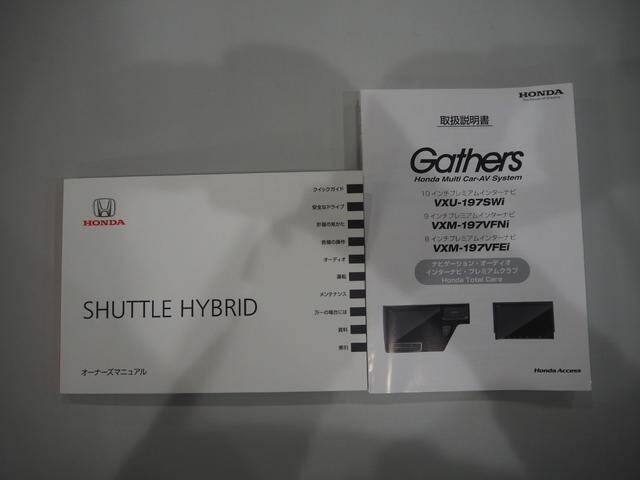 HONDA
SHUTTLE HYBRID
オーナーズマニュアル
クイックガイド
安全なドライブ
計器の見かた
各部の操作
オーディオ
運転
メンテナンス
万一の場合には
資料
索引
HONDA
The Power of Dreams
取扱説明書
Gathers
Honda Multi Car-AV System
10インチプレミアムインターナビ
VXU-197SWi
9インチプレミアムインターナビ
VXM-197VFNi
8インチプレミアムインターナビ
VXM-197VFEi
ナビゲーション・オーディオ
インターナビ・プレミアムクラブ
Honda Total Care
Honda Access